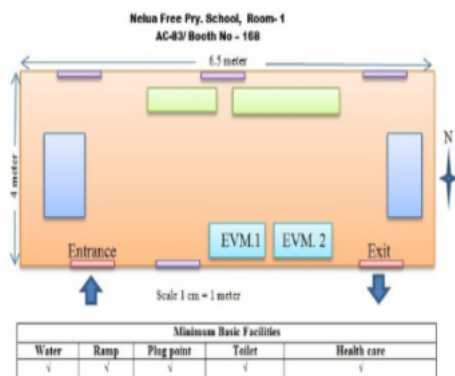 Nelua Free Pry. School, Room- 1
AC-83/ Booth No – 168
6.5 meter
4 meter
N
EVM.1
EVM. 2
Entrance
Exit
Scale 1 cm = 1 meter
Minimum Basic Facilities
Water Ramp Plug point Toilet Health care
√ √ √ √ √